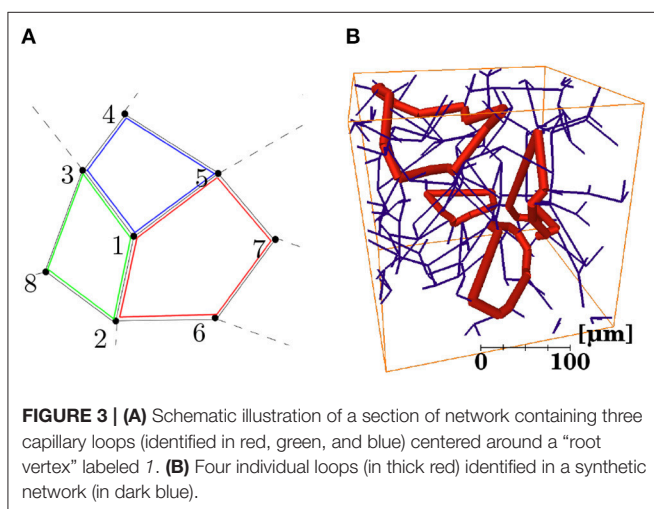 A
B
4
3
5
1
7
8
2
6
[μm]
0 100
FIGURE 3 | (A) Schematic illustration of a section of network containing three
capillary loops (identified in red, green, and blue) centered around a “root
vertex” labeled 1. (B) Four individual loops (in thick red) identified in a synthetic
network (in dark blue).